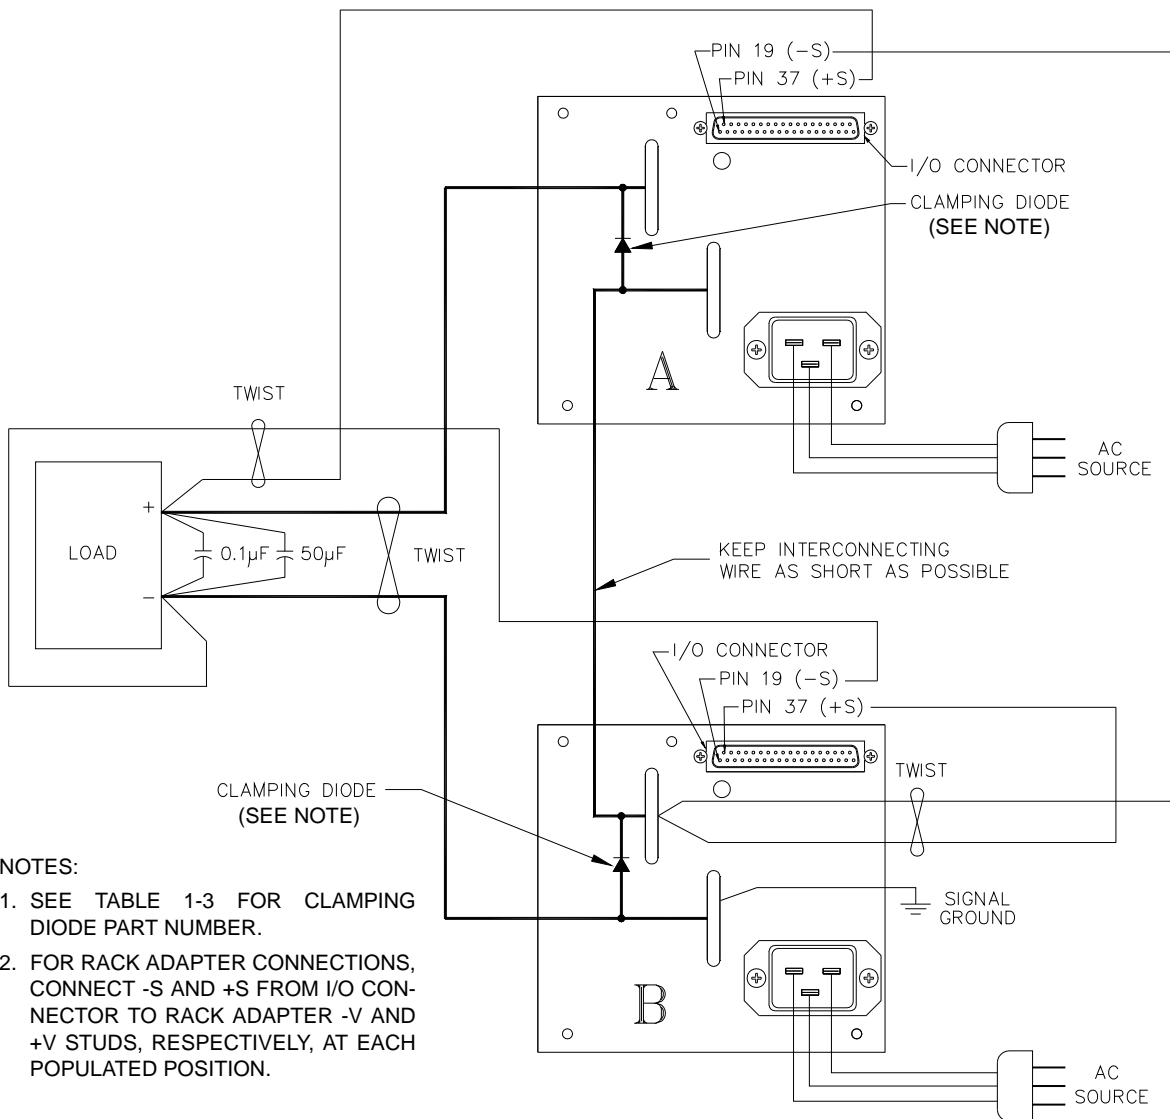 PIN 19 (−S)
PIN 37 (+S)
I/O CONNECTOR
CLAMPING DIODE
(SEE NOTE)
A
AC
SOURCE
TWIST
+
LOAD
0.1µF
50µF
TWIST
−
KEEP INTERCONNECTING
WIRE AS SHORT AS POSSIBLE
I/O CONNECTOR
PIN 19 (−S)
PIN 37 (+S)
TWIST
CLAMPING DIODE
(SEE NOTE)
SIGNAL
GROUND
B
AC
SOURCE
NOTES:
1. SEE TABLE 1-3 FOR CLAMPING
DIODE PART NUMBER.
2. FOR RACK ADAPTER CONNECTIONS,
CONNECT -S AND +S FROM I/O CON-
NECTOR TO RACK ADAPTER -V AND
+V STUDS, RESPECTIVELY, AT EACH
POPULATED POSITION.